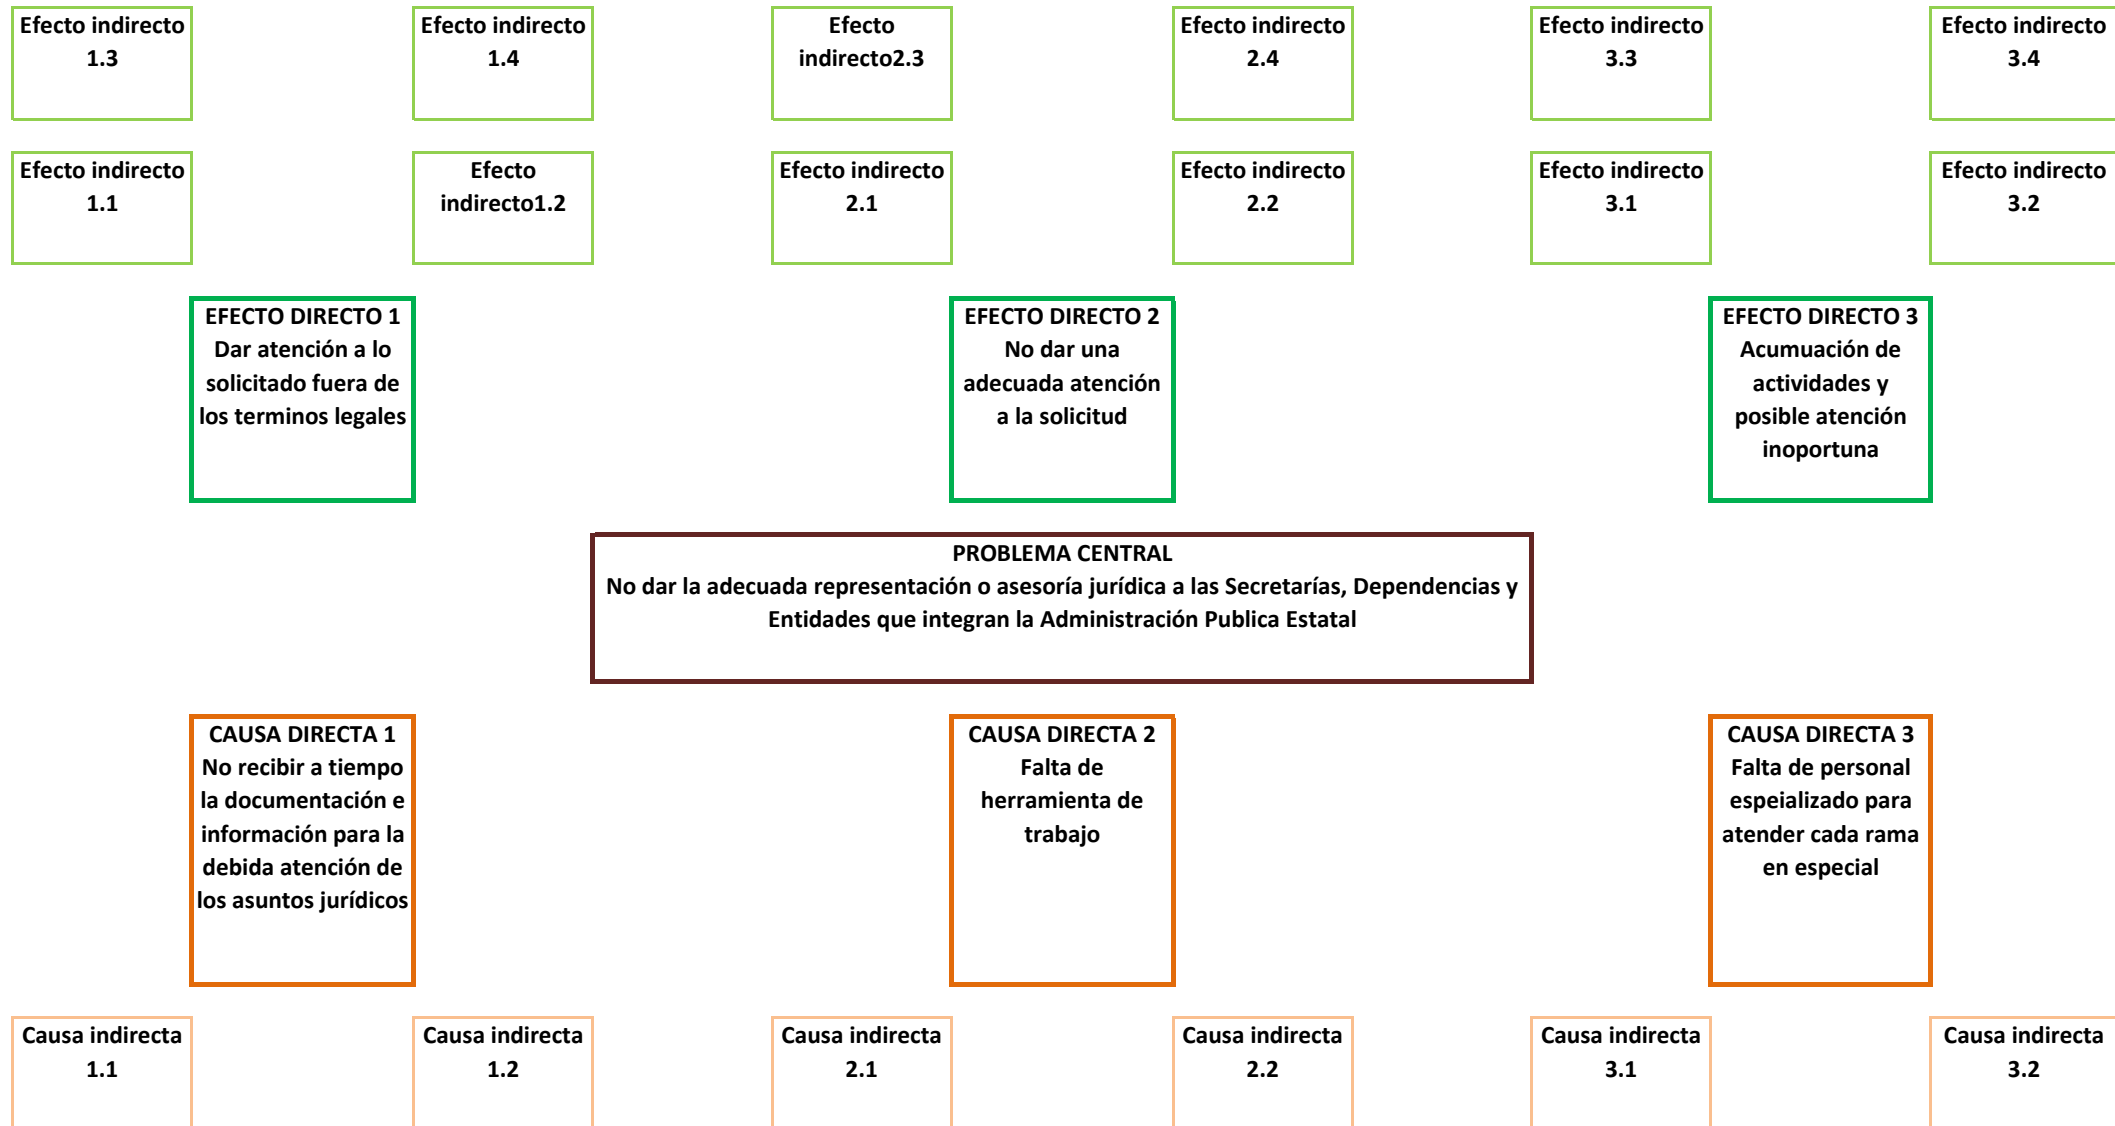 Efecto indirecto
1.3
Efecto indirecto
1.4
Efecto
indirecto2.3
Efecto indirecto
2.4
Efecto indirecto
3.3
Efecto indirecto
3.4
Efecto indirecto
1.1
Efecto
indirecto1.2
Efecto indirecto
2.1
Efecto indirecto
2.2
Efecto indirecto
3.1
Efecto indirecto
3.2
EFECTO DIRECTO 1
Dar atención a lo
solicitado fuera de
los terminos legales
EFECTO DIRECTO 2
No dar una
adecuada atención
a la solicitud
EFECTO DIRECTO 3
Acumuación de
actividades y
posible atención
inoportuna
PROBLEMA CENTRAL
No dar la adecuada representación o asesoría jurídica a las Secretarías, Dependencias y
Entidades que integran la Administración Publica Estatal
CAUSA DIRECTA 1
No recibir a tiempo
la documentación e
información para la
debida atención de
los asuntos jurídicos
CAUSA DIRECTA 2
Falta de
herramienta de
trabajo
CAUSA DIRECTA 3
Falta de personal
espeializado para
atender cada rama
en especial
Causa indirecta
1.1
Causa indirecta
1.2
Causa indirecta
2.1
Causa indirecta
2.2
Causa indirecta
3.1
Causa indirecta
3.2